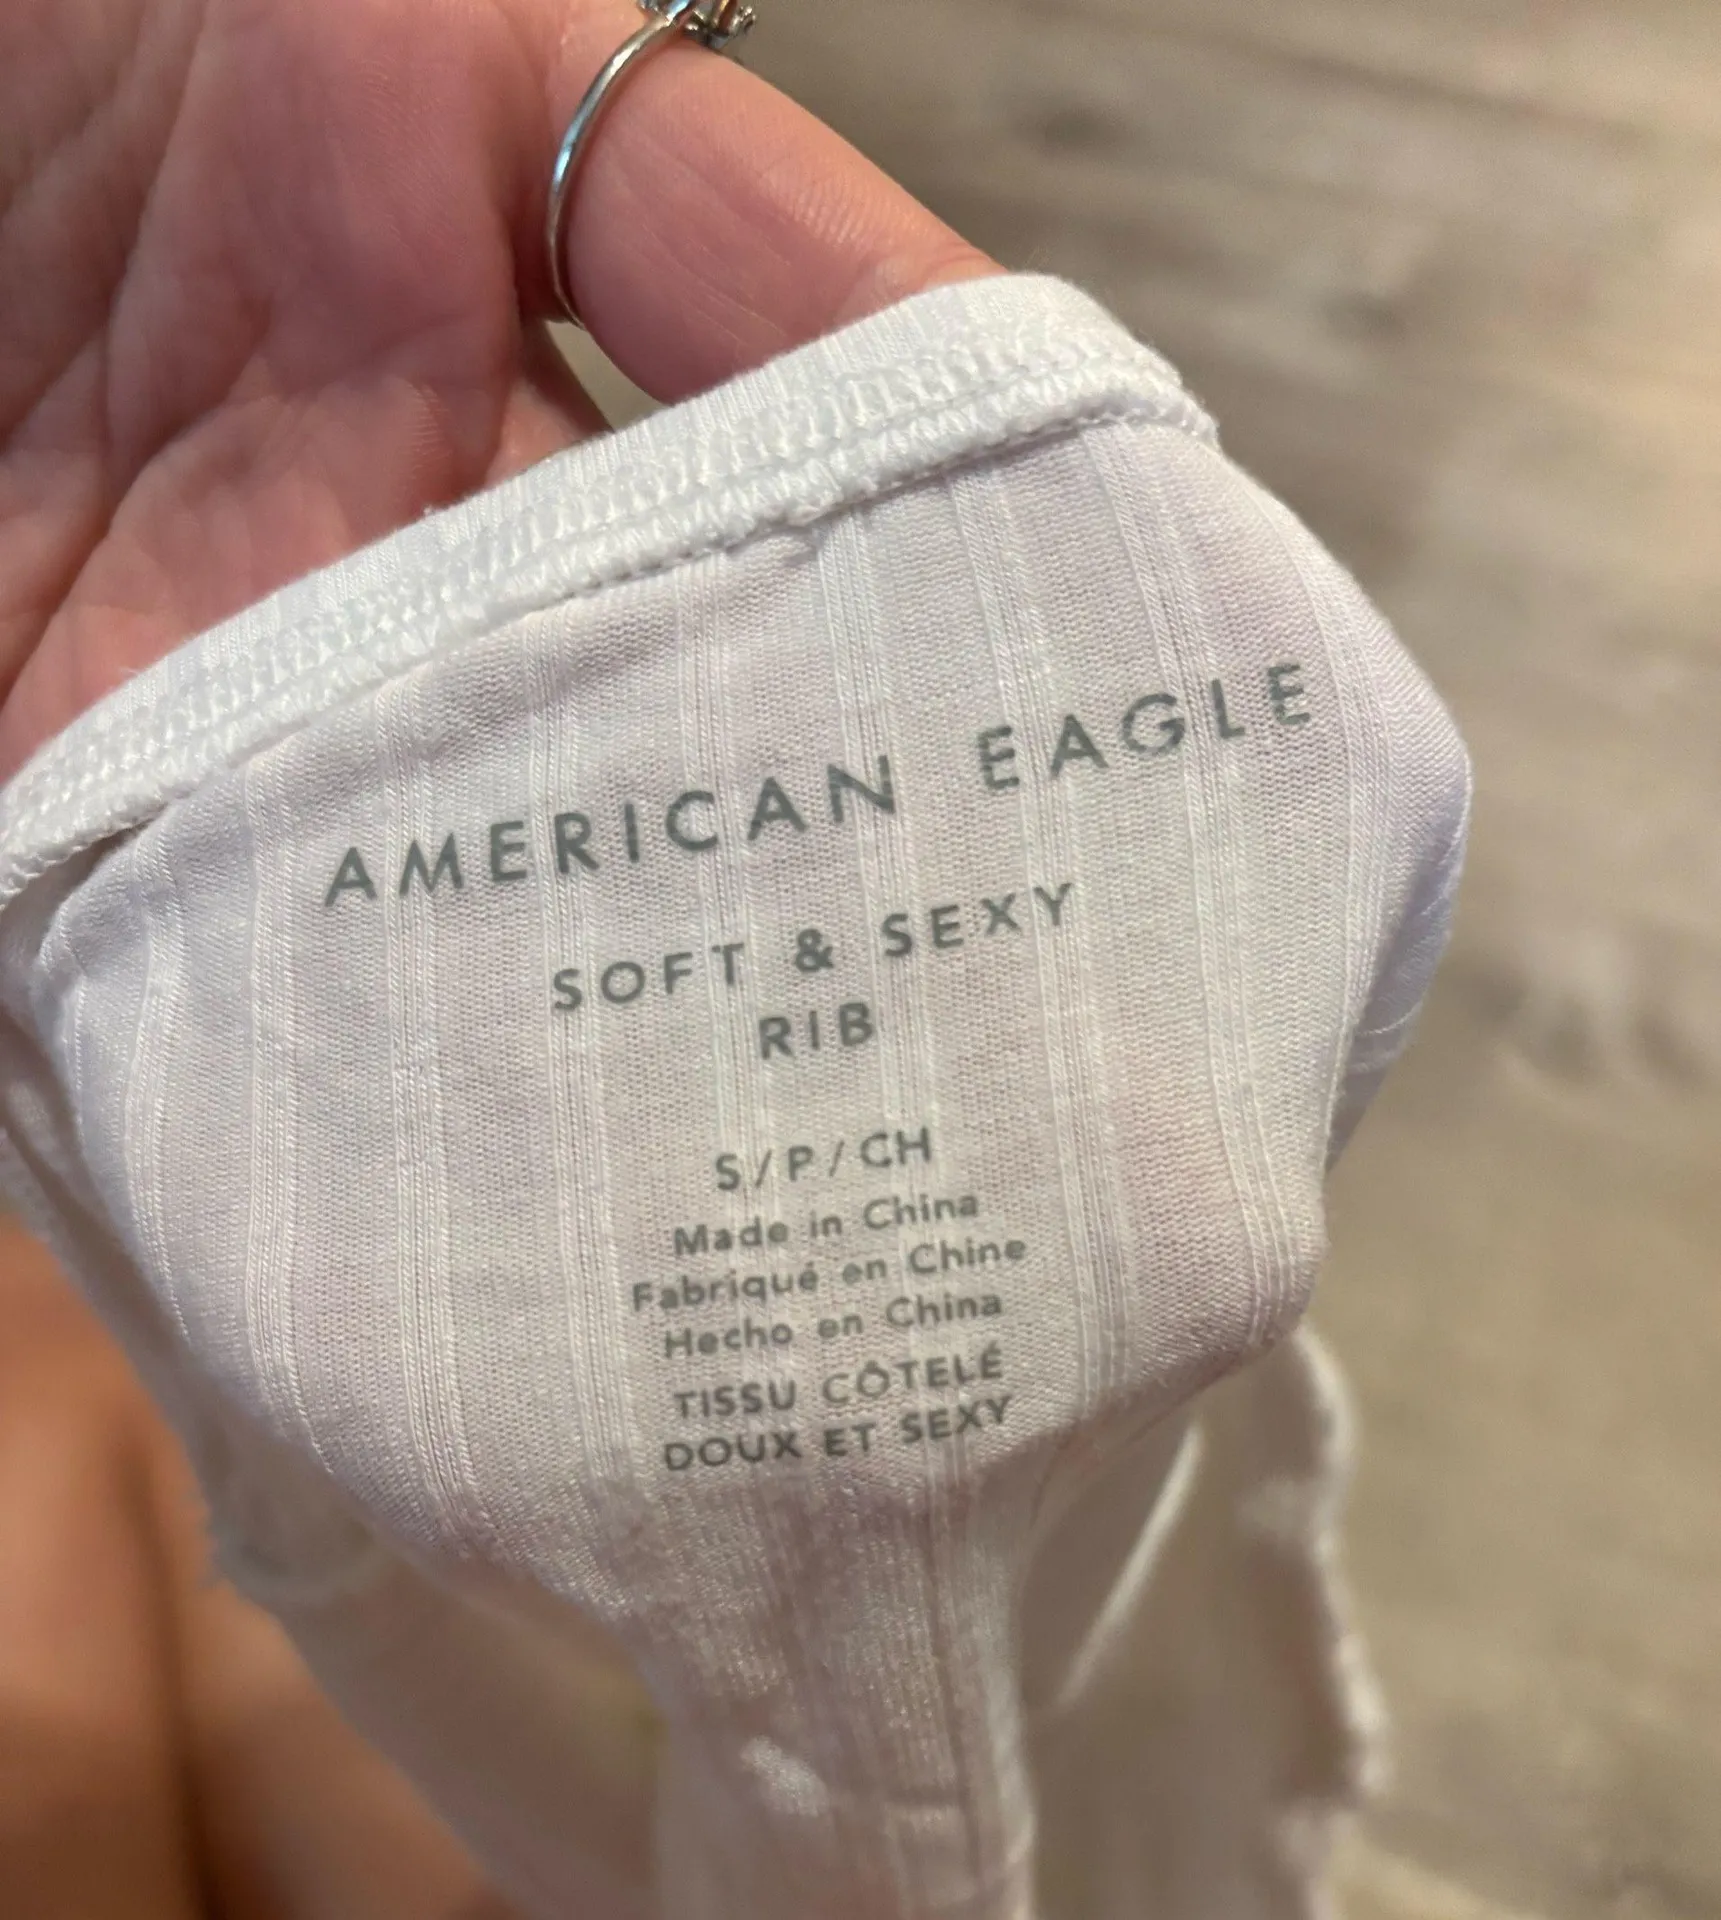 AMERICAN EAGLE
SOFT & SEXY
RIB
S/P/CH
Made in China
Fabriqué en Chine
Hecho en China
TISSU CÔTELÉ
DOUX ET SEXY